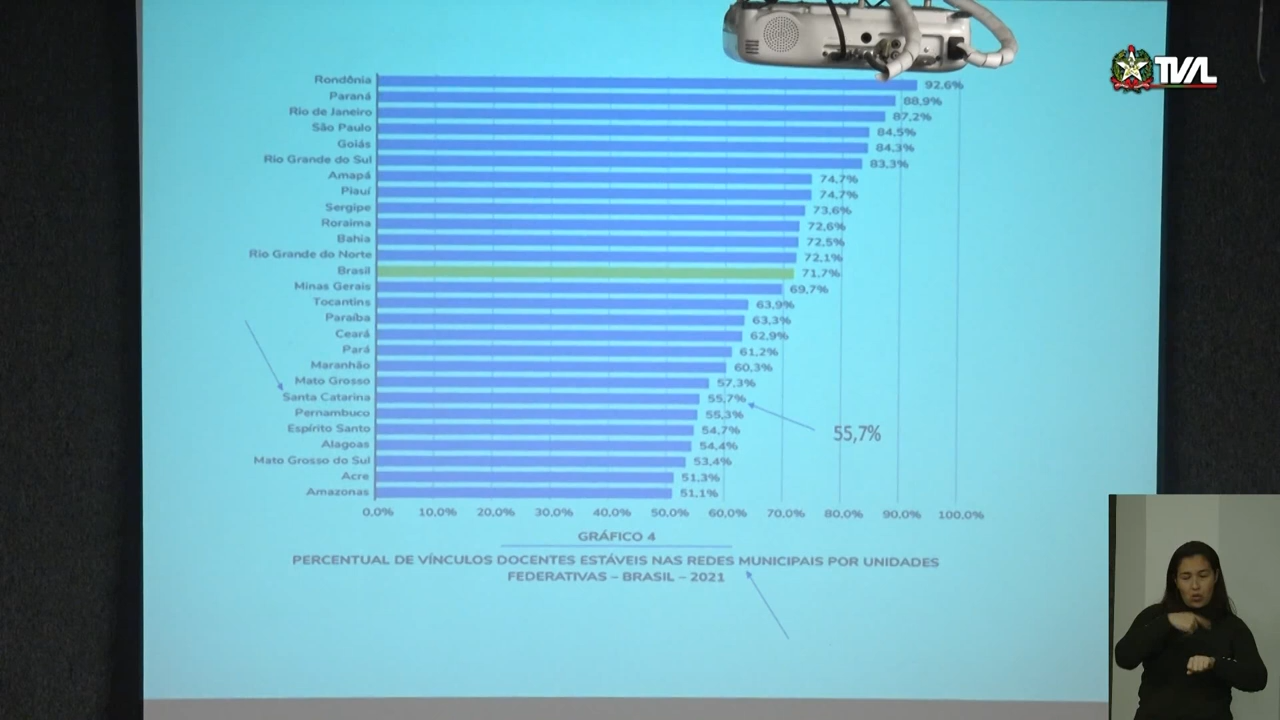 TVAL
Rondônia 92.6%
Paraná 88,9%
Rio de Janeiro 87,2%
São Paulo 84,5%
Goiás 84,3%
Rio Grande do Sul 83,3%
Amapá 74,7%
Piauí 74,7%
Sergipe 73,6%
Roraima 72,6%
Bahia 72,5%
Rio Grande do Norte 72,1%
Brasil 71,7%
Minas Gerais 69,7%
Tocantins 63,9%
Paraíba 63,3%
Ceará 62,9%
Pará 61,2%
Maranhão 60,3%
Mato Grosso 57,3%
Santa Catarina 55,7%
Pernambuco 55,3%
55,7%
Espírito Santo 54,7%
Alagoas 54,4%
Mato Grosso do Sul 53,4%
Acre 51,3%
Amazonas 51,1%
0,0% 10,0% 20,0% 30,0% 40,0% 50,0% 60,0% 70,0% 80,0% 90,0% 100,0%
GRÁFICO 4
PERCENTUAL DE VÍNCULOS DOCENTES ESTÁVEIS NAS REDES MUNICIPAIS POR UNIDADES
FEDERATIVAS – BRASIL – 2021